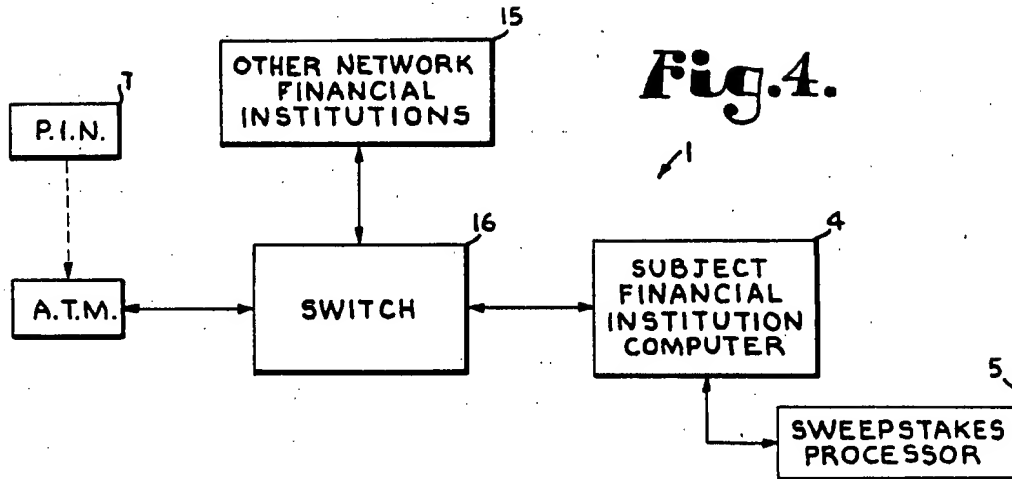 15
OTHER NETWORK
FINANCIAL
INSTITUTIONS
Fig.4.
7
P.I.N.
1
16
4
SWITCH
A.T.M.
SUBJECT
FINANCIAL
INSTITUTION
COMPUTER
5
SWEEPSTAKES
PROCESSOR